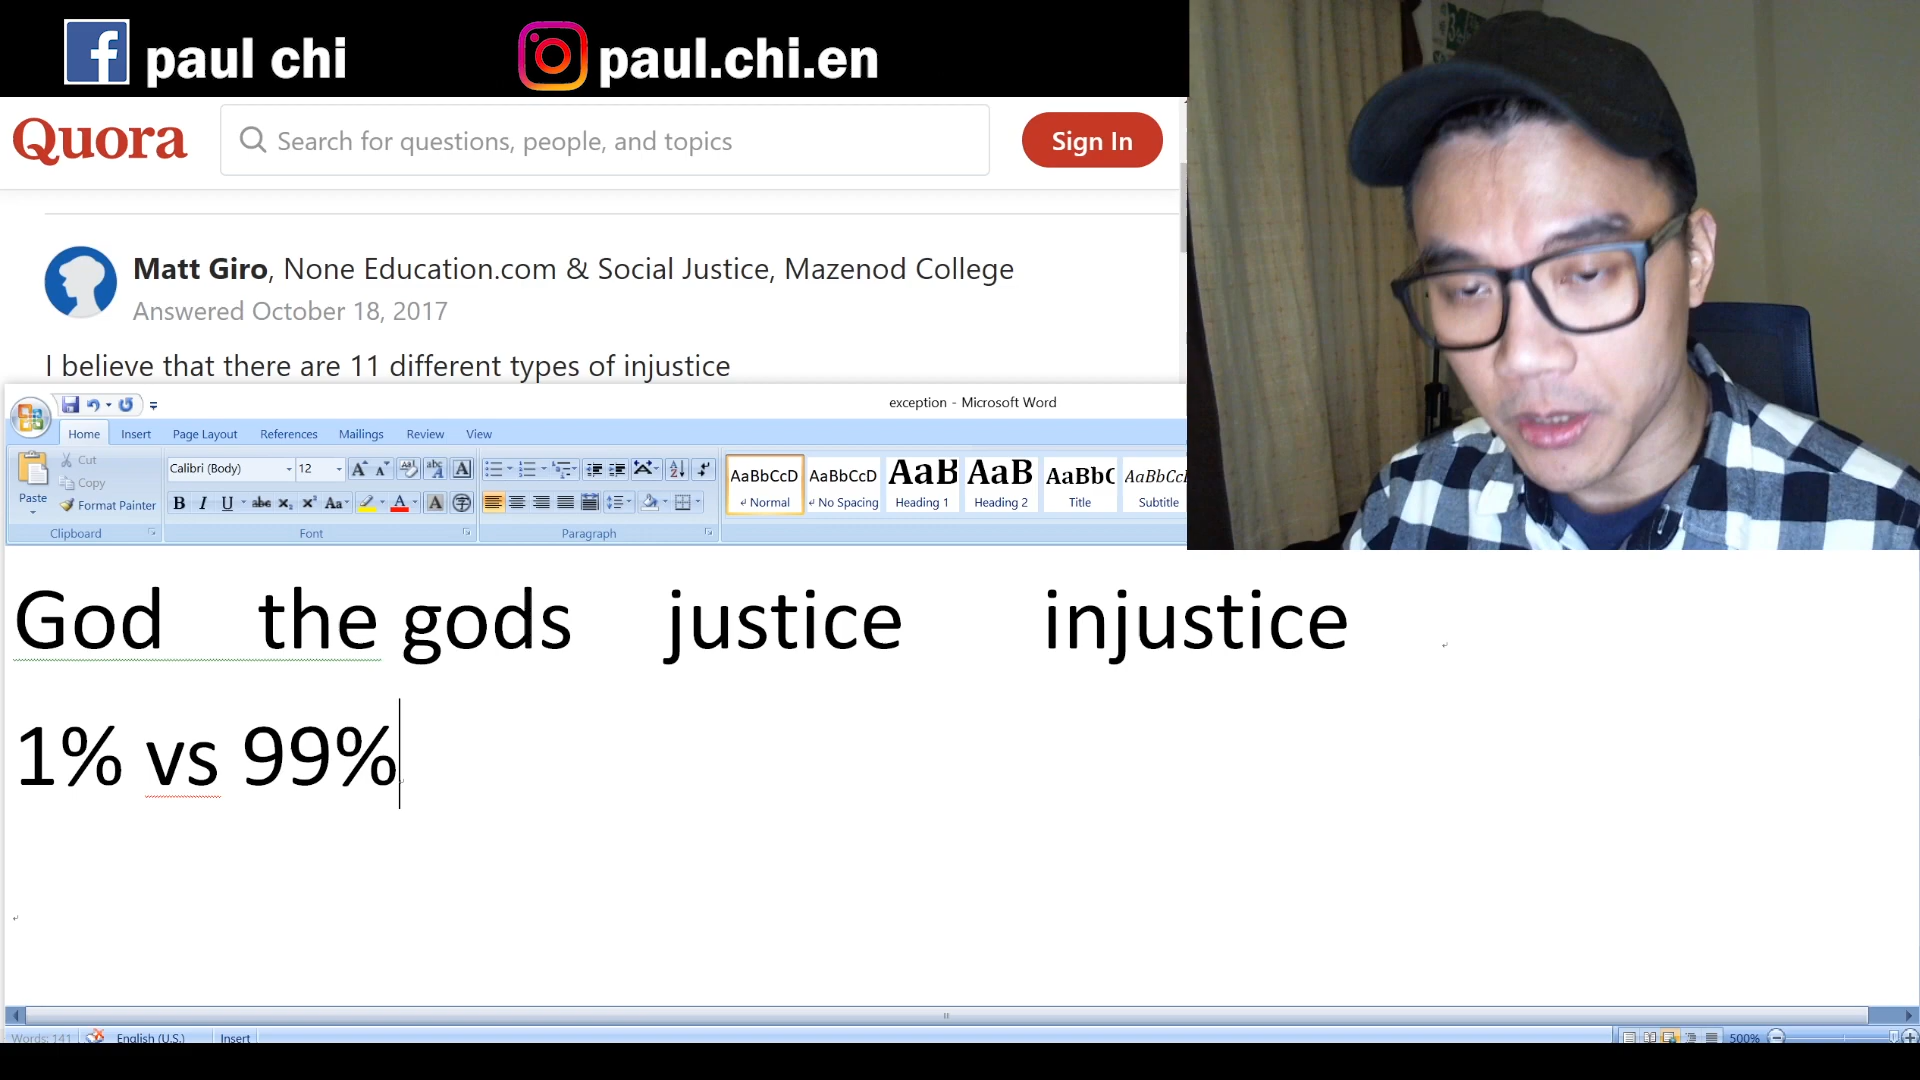 paul chi paul.chi.en
Quora Search for questions, people, and topics Sign In
Matt Giro, None Education.com & Social Justice, Mazenod College
Answered October 18, 2017
I believe that there are 11 different types of injustice
exception - Microsoft Word
Home Insert Page Layout References Mailings Review View
Cut
Copy
Format Painter
Paste
Clipboard
Calibri (Body) 12
Font
Paragraph
AaBbCcD AaBbCcD AaB AaB AaBbC AaBbCcI
Normal No Spacing Heading 1 Heading 2 Title Subtitle
God the gods justice injustice
1% vs 99%
Words: 141 English (U.S.) Insert 500%